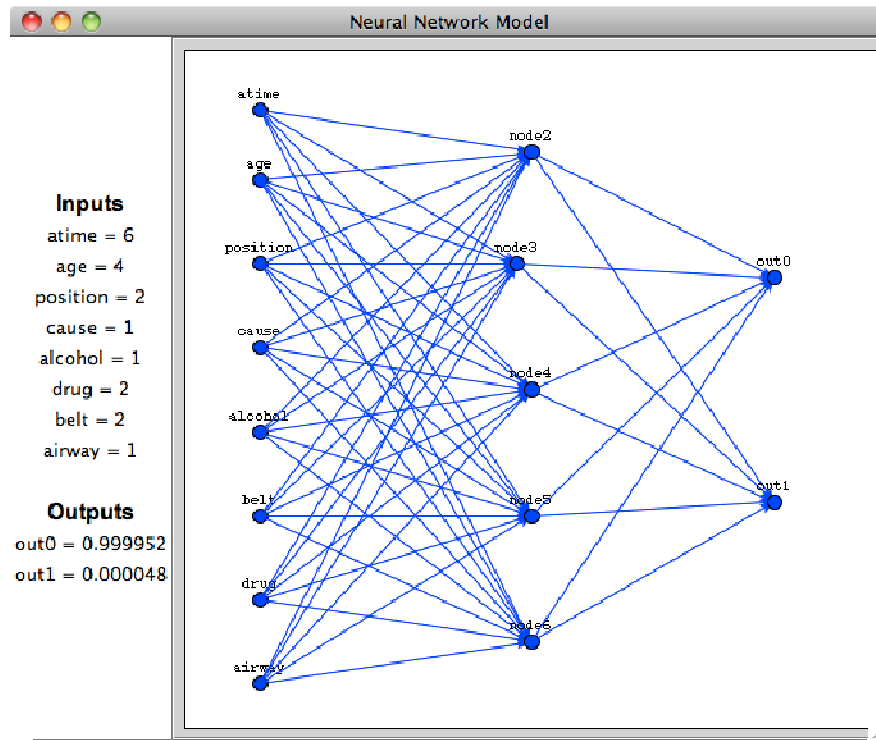 Neural Network Model
Inputs
atime = 6
age = 4
position = 2
cause = 1
alcohol = 1
drug = 2
belt = 2
airway = 1
Outputs
out0 = 0.999952
out1 = 0.000048
atime
age
position
cause
alcohol
belt
drug
airway
node2
node3
node4
node5
node6
out0
out1